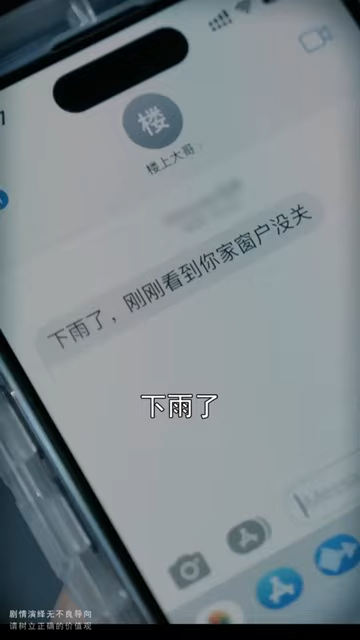 楼
楼上大哥
下雨了，刚刚看到你家窗户没关
下雨了
剧情演绎无不良导向
请树立正确的价值观